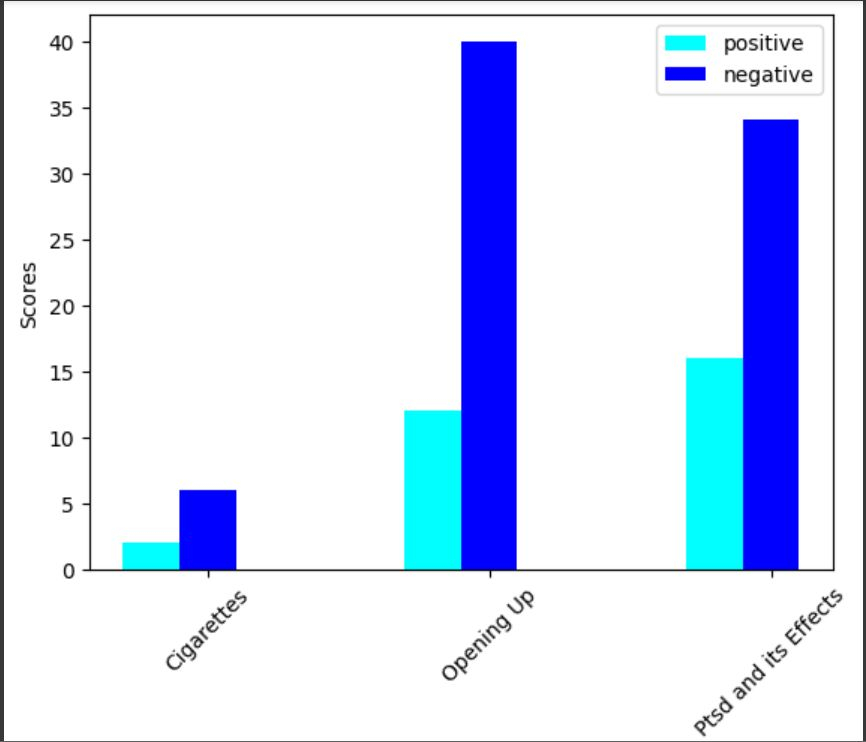 positive
negative
40
35
30
25
20
15
10
5
0
Scores
Cigarettes
Opening Up
Ptsd and its Effects